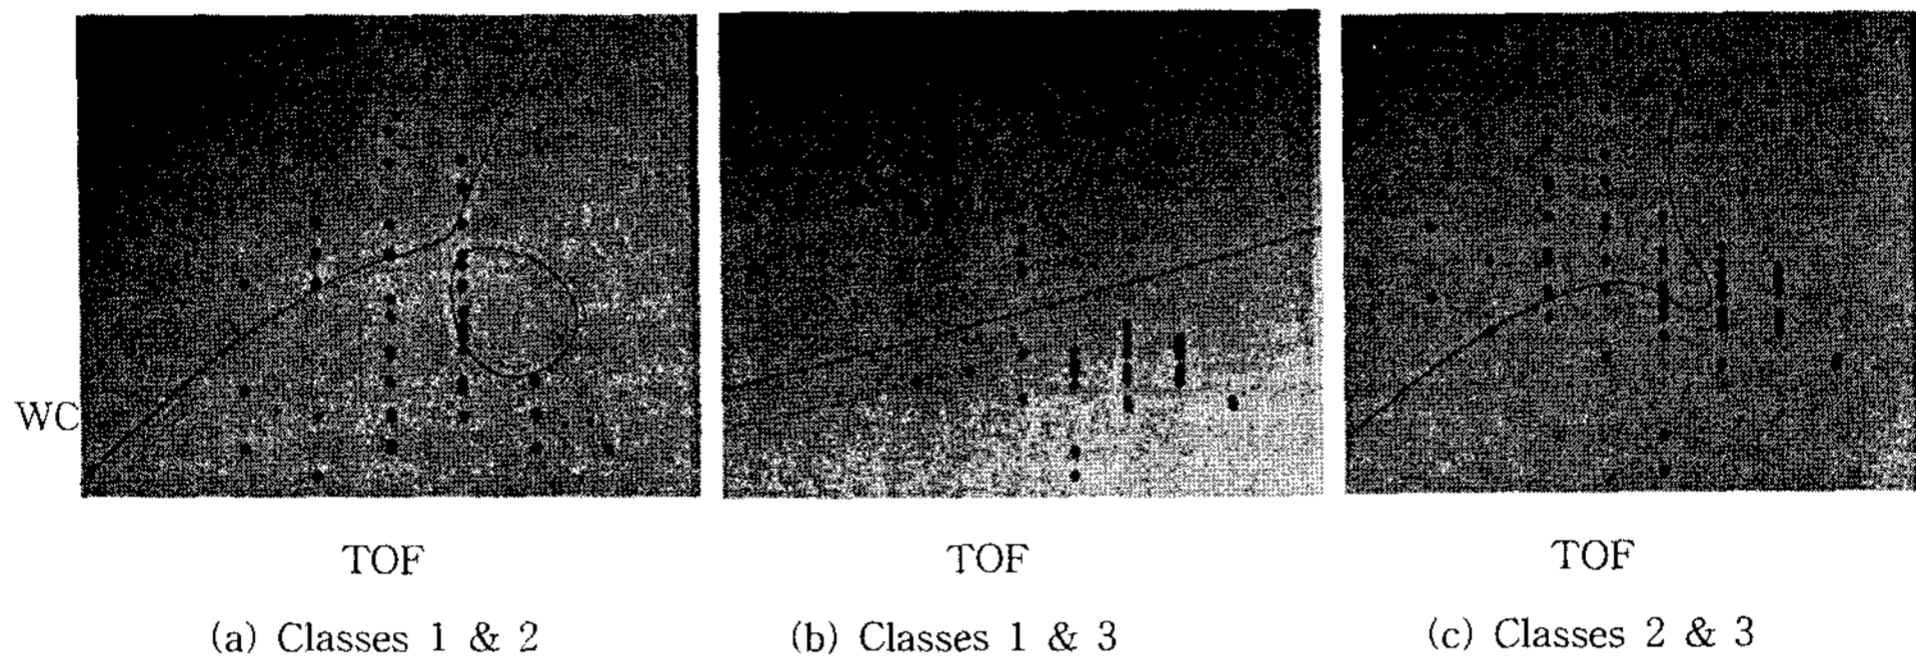 WC
TOF TOF TOF
(a) Classes 1 & 2 (b) Classes 1 & 3 (c) Classes 2 & 3